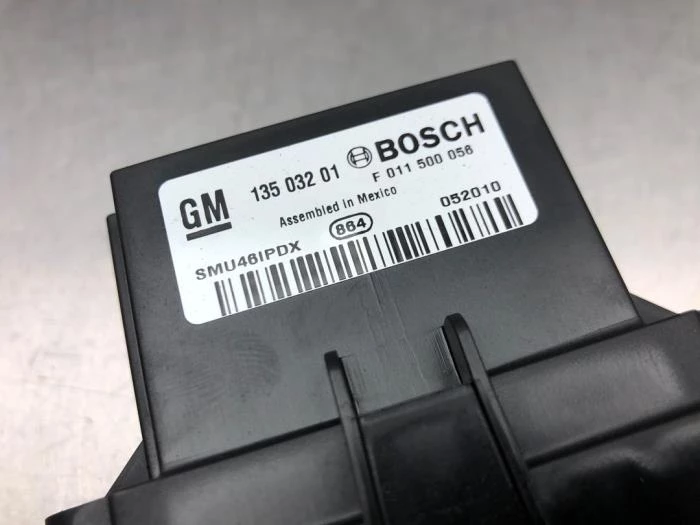 GM 135 032 01 BOSCH
F 011 500 056
Assembled in Mexico
864 052010
SMU46IPDX